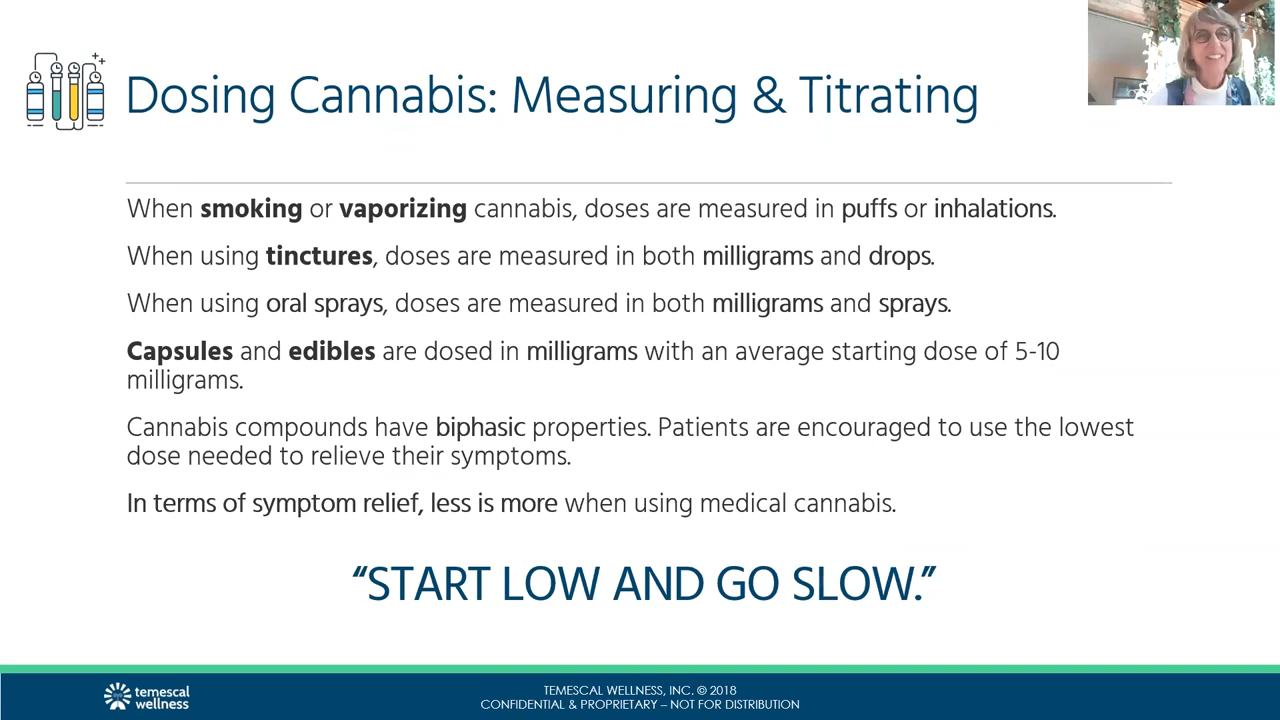 Dosing Cannabis: Measuring & Titrating
When smoking or vaporizing cannabis, doses are measured in puffs or inhalations.
When using tinctures, doses are measured in both milligrams and drops.
When using oral sprays, doses are measured in both milligrams and sprays.
Capsules and edibles are dosed in milligrams with an average starting dose of 5-10
milligrams.
Cannabis compounds have biphasic properties. Patients are encouraged to use the lowest
dose needed to relieve their symptoms.
In terms of symptom relief, less is more when using medical cannabis.
“START LOW AND GO SLOW.”
temescal
wellness
TEMESCAL WELLNESS, INC. © 2018
CONFIDENTIAL & PROPRIETARY – NOT FOR DISTRIBUTION